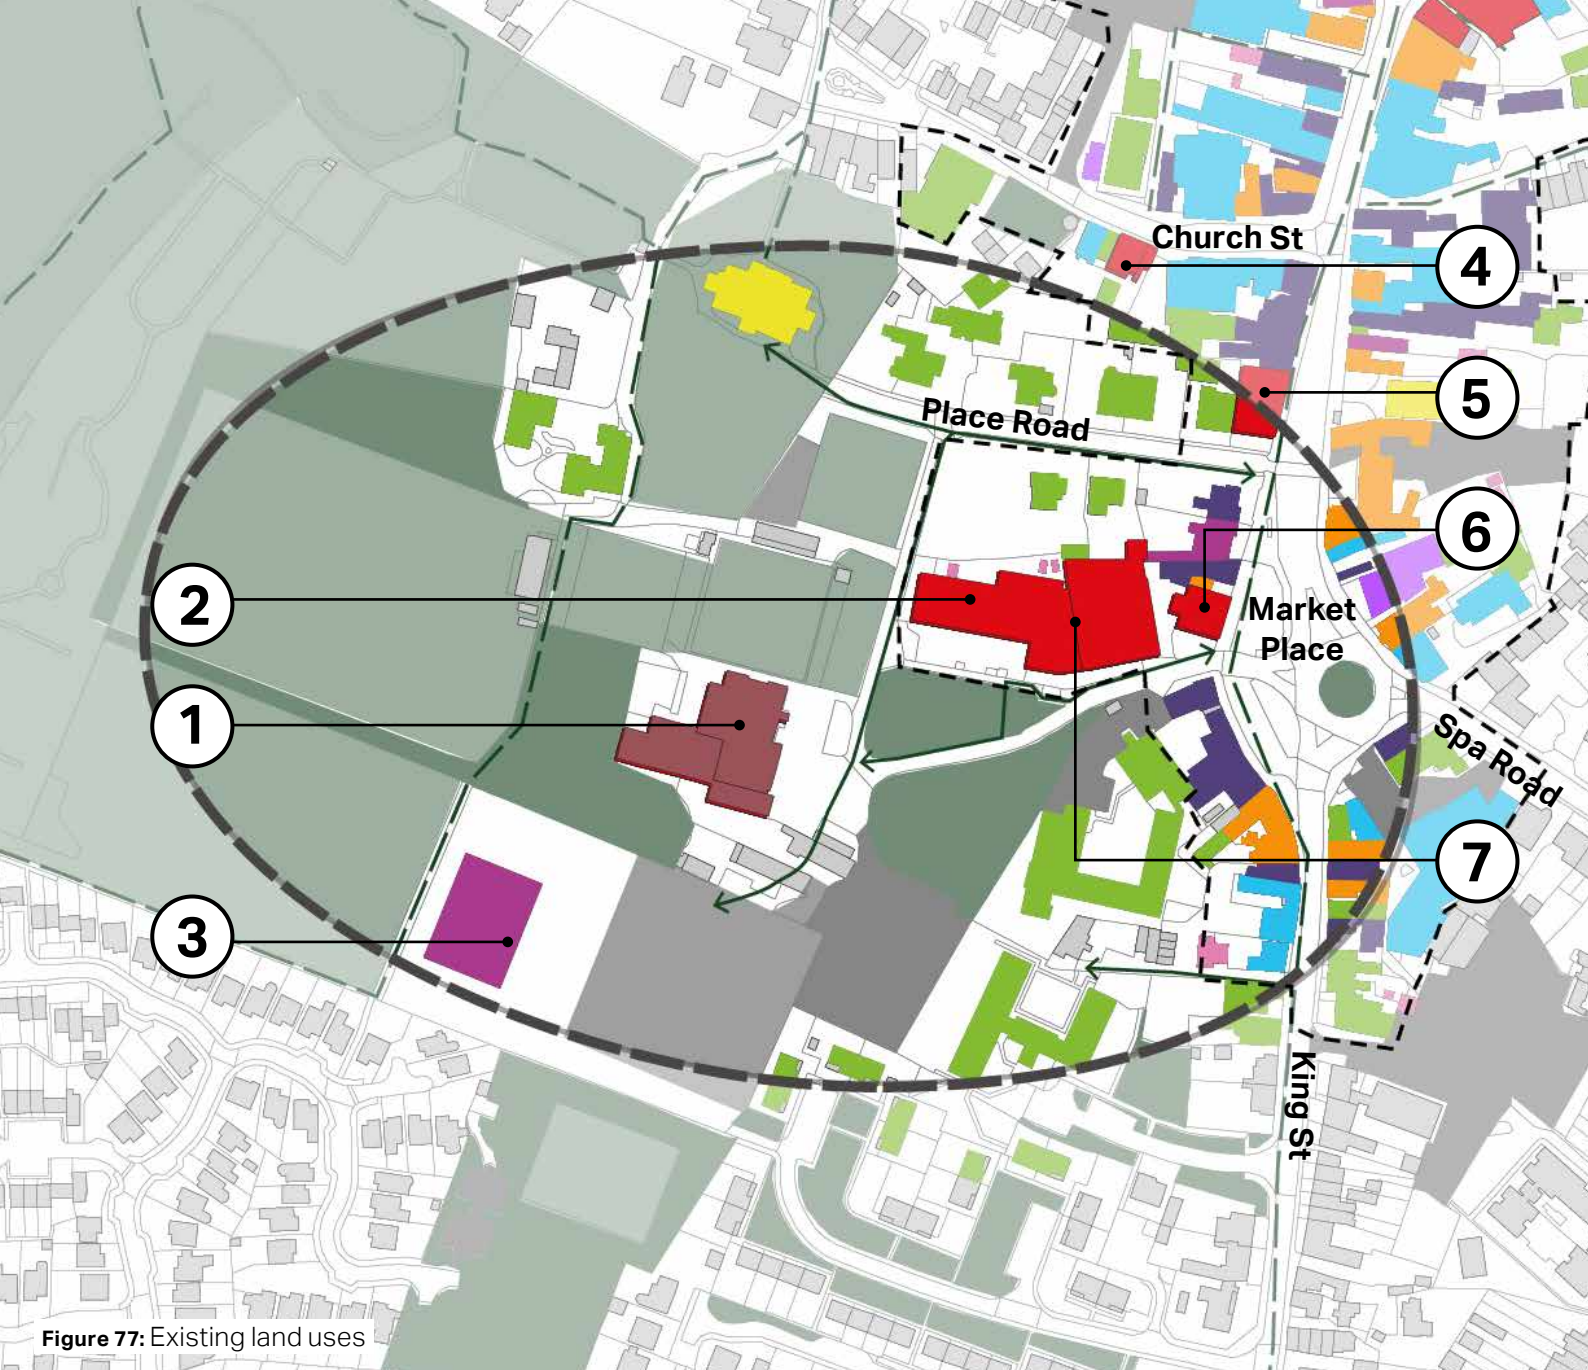 Church St
4
5
Place Road
6
2
Market
Place
1
Spa Road
7
3
King St
Figure 77: Existing land uses